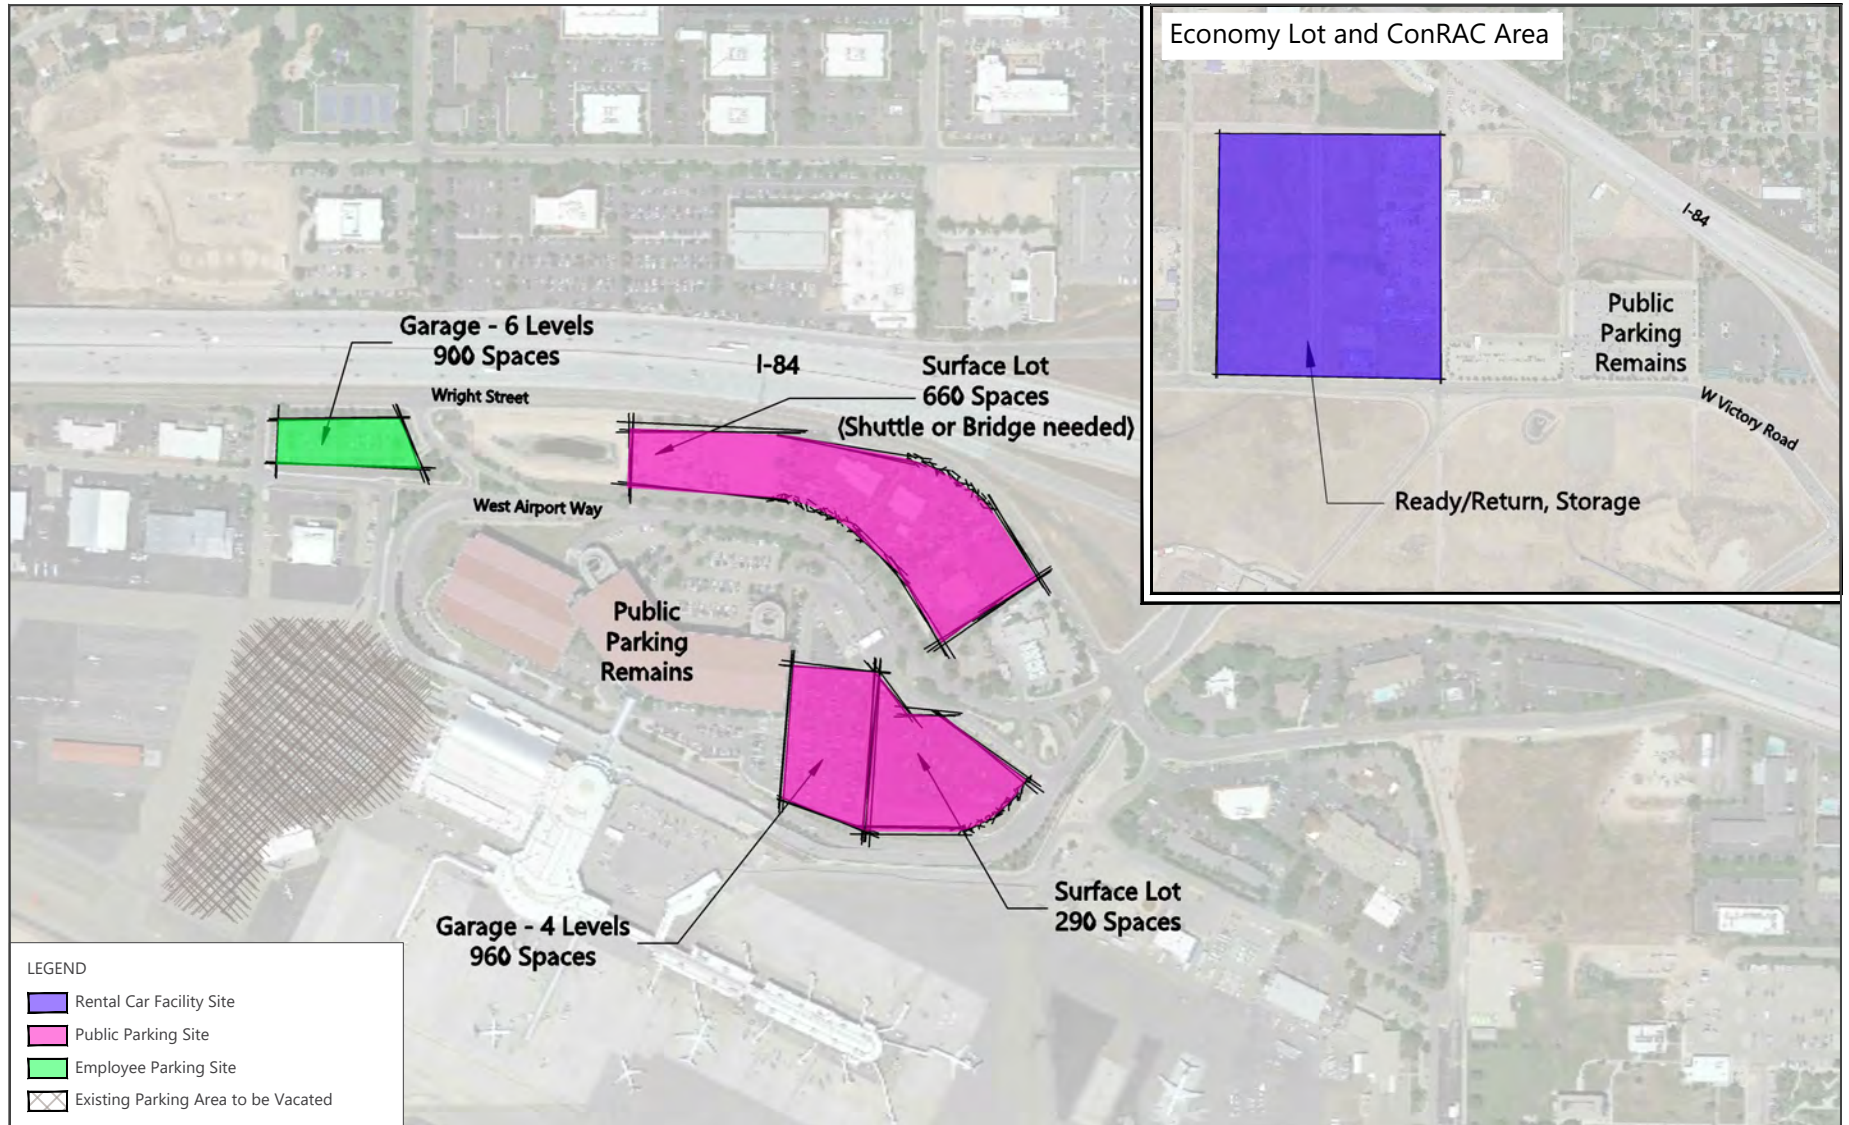 Economy Lot and ConRAC Area
I-84
Public
Parking
Remains
W Victory Road
Ready/Return, Storage
Garage - 6 Levels
900 Spaces
Wright Street
I-84
Surface Lot
660 Spaces
(Shuttle or Bridge needed)
West Airport Way
Public
Parking
Remains
Surface Lot
290 Spaces
Garage - 4 Levels
960 Spaces
LEGEND
Rental Car Facility Site
Public Parking Site
Employee Parking Site
Existing Parking Area to be Vacated